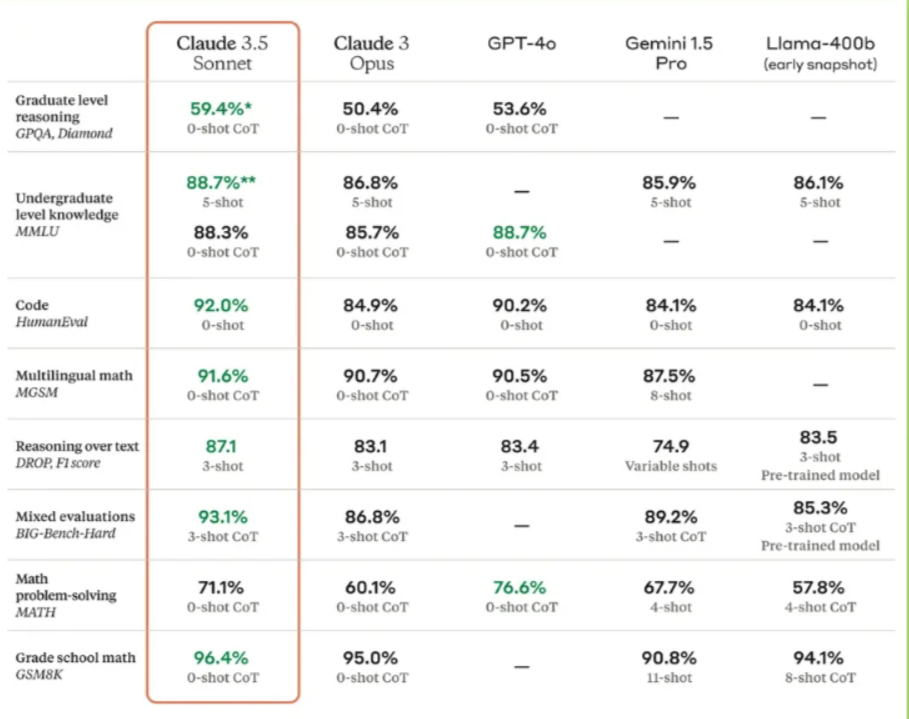 Claude 3.5 Sonnet
Claude 3 Opus
GPT-4o
Gemini 1.5 Pro
Llama-400b (early snapshot)
Graduate level
reasoning
GPQA, Diamond
59.4%* 50.4% 53.6% — —
0-shot CoT 0-shot CoT 0-shot CoT
Undergraduate
level knowledge
MMLU
88.7%** 86.8% — 85.9% 86.1%
5-shot 5-shot 5-shot 5-shot
88.3% 85.7% 88.7% — —
0-shot CoT 0-shot CoT 0-shot CoT
Code
HumanEval
92.0% 84.9% 90.2% 84.1% 84.1%
0-shot 0-shot 0-shot 0-shot 0-shot
Multilingual math
MGSM
91.6% 90.7% 90.5% 87.5% —
0-shot CoT 0-shot CoT 0-shot CoT 8-shot
Reasoning over text
DROP, F1 score
87.1 83.1 83.4 74.9 83.5
3-shot 3-shot 3-shot Variable shots 3-shot
Pre-trained model
Mixed evaluations
BIG-Bench-Hard
93.1% 86.8% — 89.2% 85.3%
3-shot CoT 3-shot CoT 3-shot CoT 3-shot CoT
Pre-trained model
Math
problem-solving
MATH
71.1% 60.1% 76.6% 67.7% 57.8%
0-shot CoT 0-shot CoT 0-shot CoT 4-shot 4-shot CoT
Grade school math
GSM8K
96.4% 95.0% — 90.8% 94.1%
0-shot CoT 0-shot CoT 11-shot 8-shot CoT